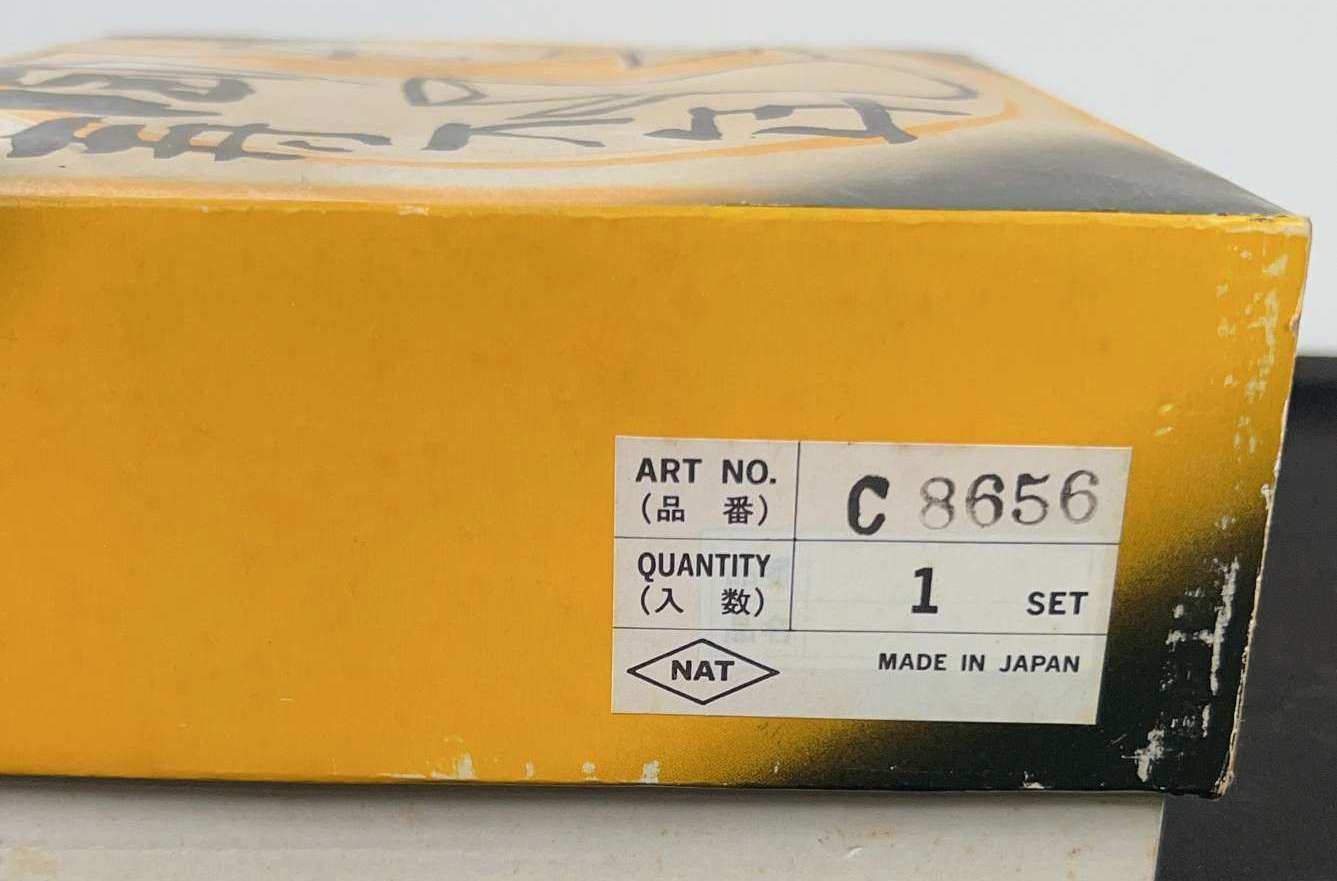 ART NO. C 8656
(品 番)
QUANTITY 1 SET
(入 数)
NAT MADE IN JAPAN